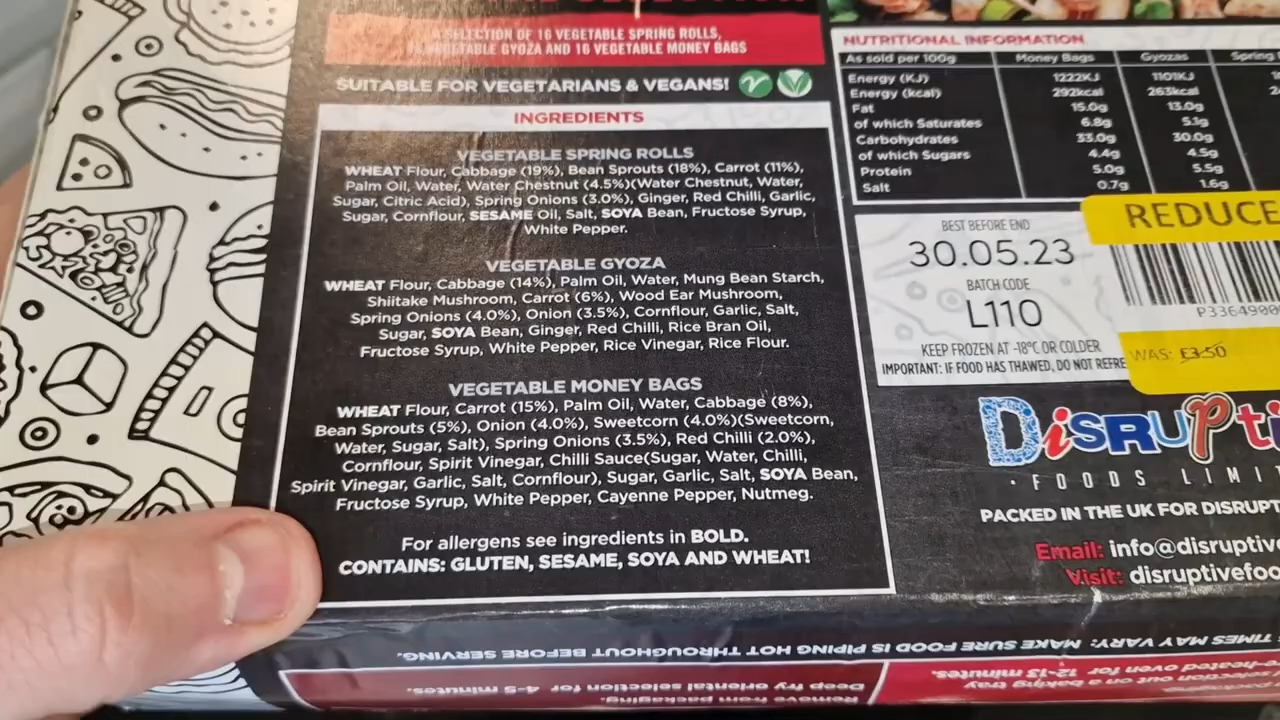 A SELECTION OF 16 VEGETABLE SPRING ROLLS,
VEGETABLE GYOZA AND 16 VEGETABLE MONEY BAGS
SUITABLE FOR VEGETARIANS & VEGANS!
INGREDIENTS
VEGETABLE SPRING ROLLS
WHEAT Flour, Cabbage (19%), Bean Sprouts (18%), Carrot (11%),
Palm Oil, Water, Water Chestnut (4.5%)(Water Chestnut, Water,
Sugar, Citric Acid), Spring Onions (3.0%), Ginger, Red Chilli, Garlic,
Sugar, Cornflour, SESAME Oil, Salt, SOYA Bean, Fructose Syrup,
White Pepper.
VEGETABLE GYOZA
WHEAT Flour, Cabbage (14%), Palm Oil, Water, Mung Bean Starch,
Shiitake Mushroom, Carrot (6%), Wood Ear Mushroom,
Spring Onions (4.0%), Onion (3.5%), Cornflour, Garlic, Salt,
Sugar, SOYA Bean, Ginger, Red Chilli, Rice Bran Oil,
Fructose Syrup, White Pepper, Rice Vinegar, Rice Flour.
VEGETABLE MONEY BAGS
WHEAT Flour, Carrot (15%), Palm Oil, Water, Cabbage (8%),
Bean Sprouts (5%), Onion (4.0%), Sweetcorn (4.0%)(Sweetcorn,
Water, Sugar, Salt), Spring Onions (3.5%), Red Chilli (2.0%),
Cornflour, Spirit Vinegar, Chilli Sauce(Sugar, Water, Chilli,
Spirit Vinegar, Garlic, Salt, Cornflour), Sugar, Garlic, Salt, SOYA Bean,
Fructose Syrup, White Pepper, Cayenne Pepper, Nutmeg.
For allergens see ingredients in BOLD.
CONTAINS: GLUTEN, SESAME, SOYA AND WHEAT!
NUTRITIONAL INFORMATION
As sold per 100g Money Bags Gyozas Spring
Energy (KJ) 1222KJ 1101KJ
Energy (kcal) 292kcal 263kcal
Fat 15.0g 13.0g
of which Saturates 6.8g 5.1g
Carbohydrates 33.0g 30.0g
of which Sugars 4.4g 4.5g
Protein 5.0g 5.5g
Salt 0.7g 1.6g
BEST BEFORE END
30.05.23
BATCH CODE
L110
KEEP FROZEN AT -18°C OR COLDER
IMPORTANT: IF FOOD HAS THAWED, DO NOT REFRE
REDUCE
P3364900
WAS: £3.50
DiSRUPti
FOODS LIMI
PACKED IN THE UK FOR DISRUPT
Email: info@disruptive
Visit: disruptivefoo
TIMES MAY VARY: MAKE SURE FOOD IS PIPING HOT THROUGHOUT BEFORE SERVING.
Remove from packaging.
Deep fry oriental selection for 4-5 minutes.
selection out on a baking tray
e-heated oven for 12-13 minutes.